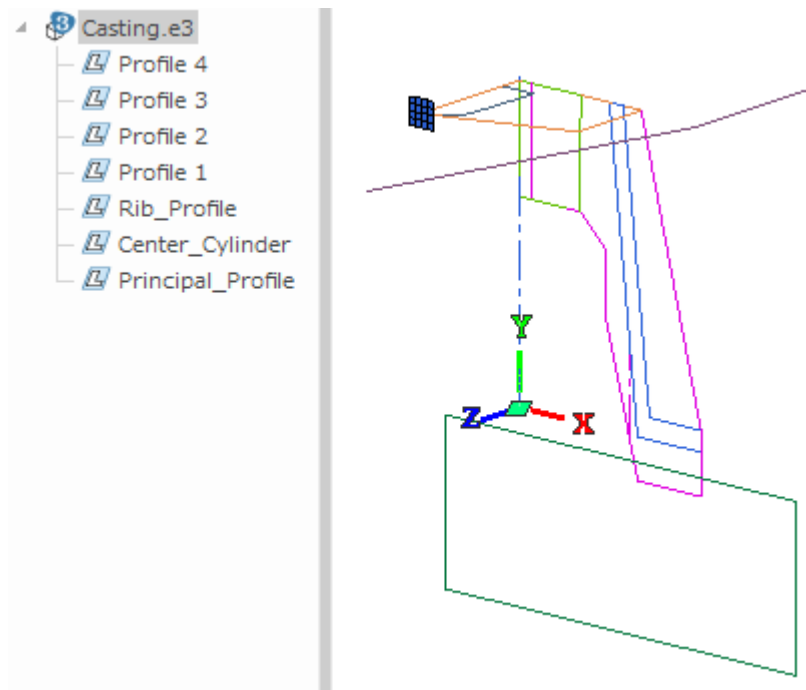 Casting.e3
Profile 4
Profile 3
Profile 2
Profile 1
Rib_Profile
Center_Cylinder
Principal_Profile
Y
Z
X